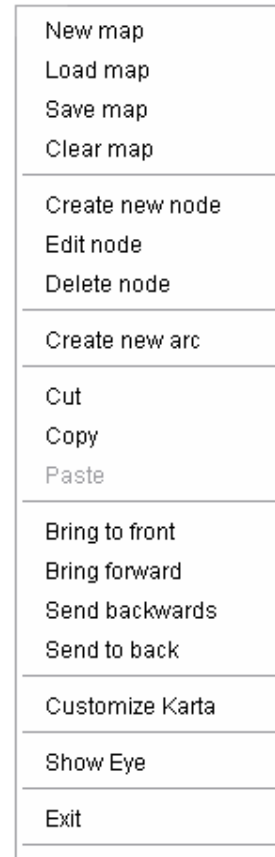 New map
Load map
Save map
Clear map
Create new node
Edit node
Delete node
Create new arc
Cut
Copy
Paste
Bring to front
Bring forward
Send backwards
Send to back
Customize Karta
Show Eye
Exit